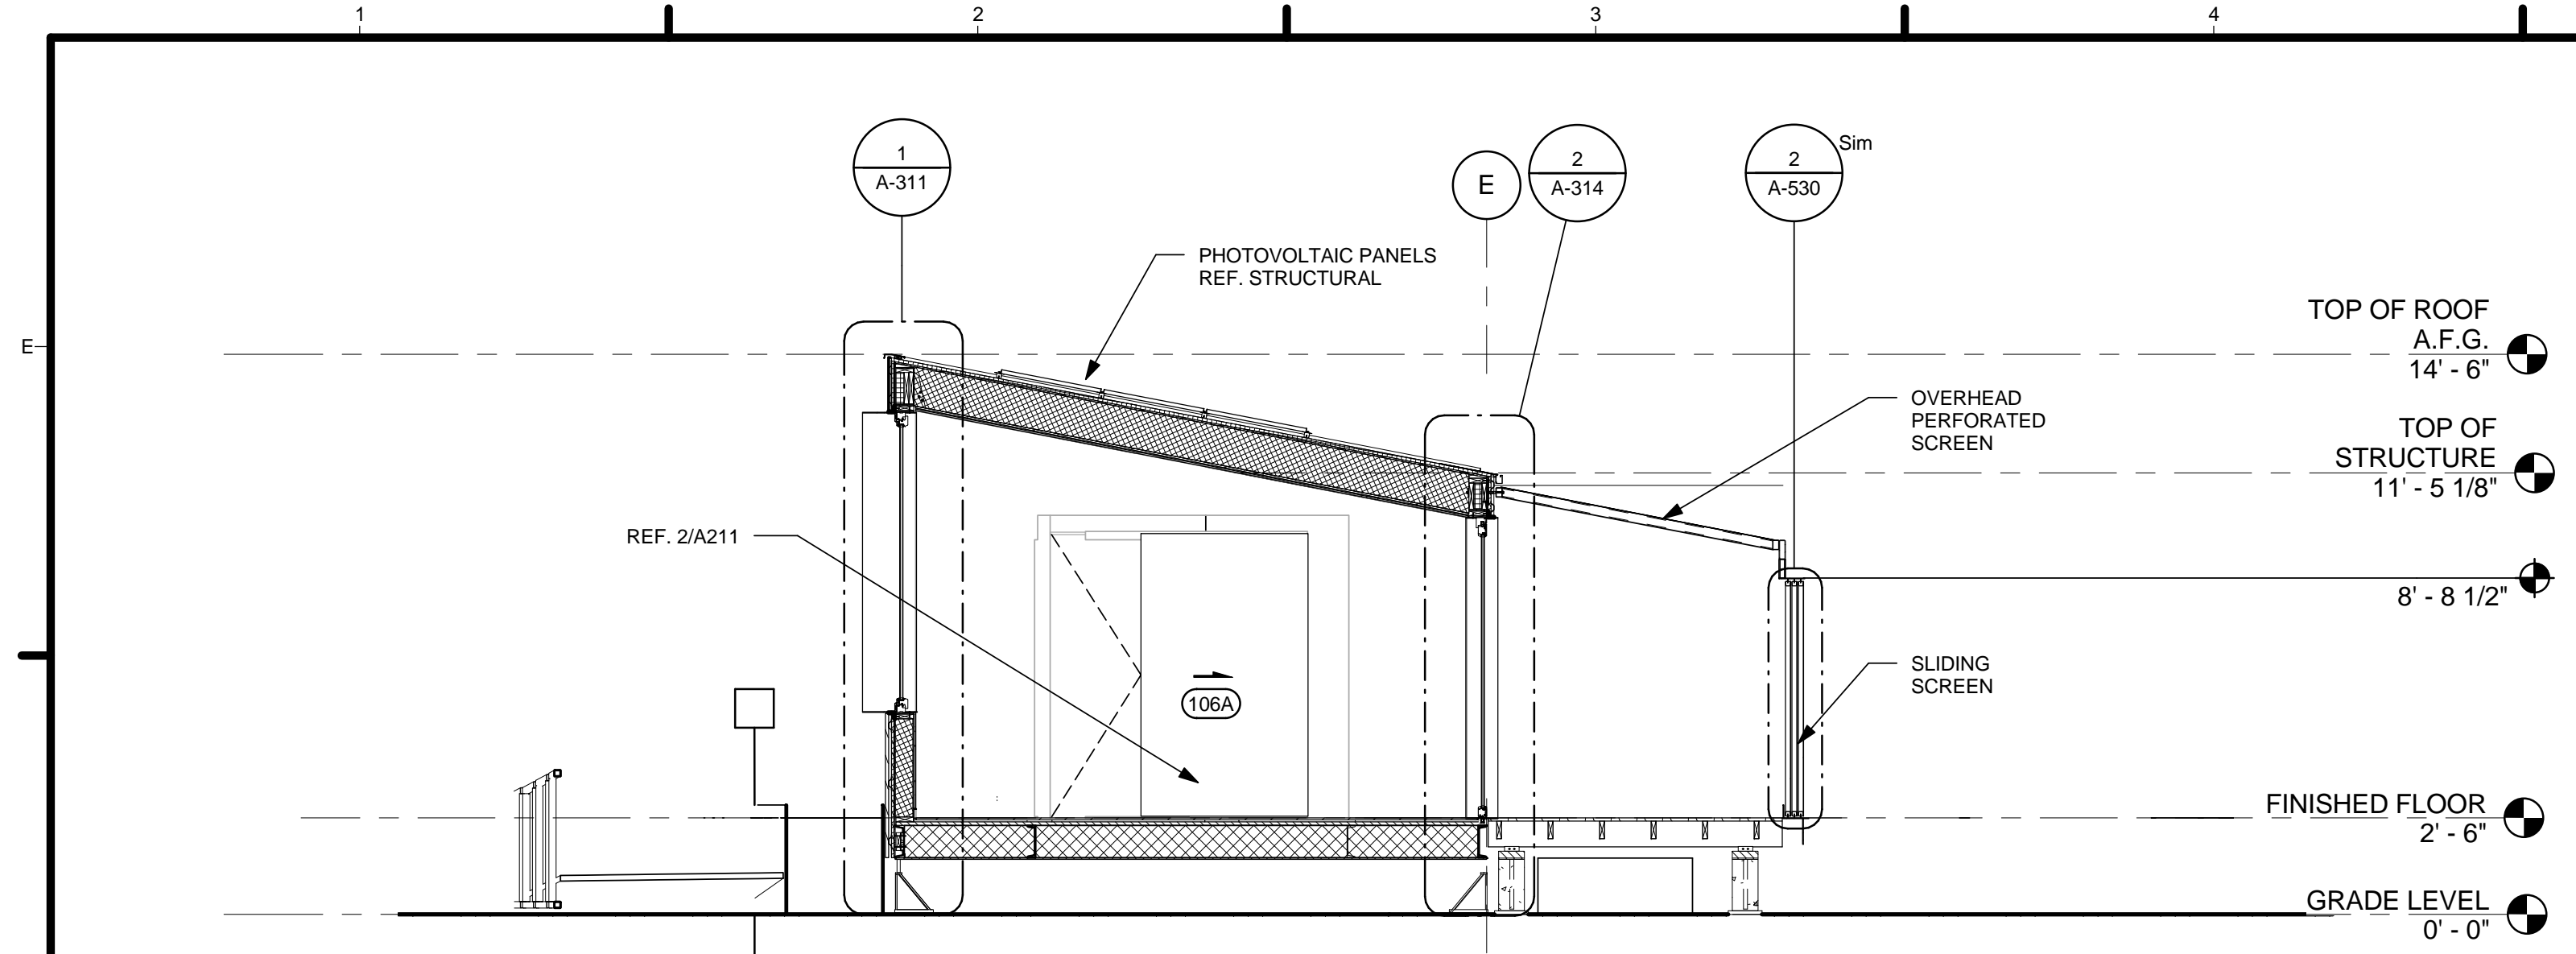 1
2
3
4
1
A-311
E
2
A-314
2
A-530
Sim
PHOTOVOLTAIC PANELS
REF. STRUCTURAL
TOP OF ROOF
A.F.G.
14' - 6"
E
OVERHEAD
PERFORATED
SCREEN
TOP OF
STRUCTURE
11' - 5 1/8"
REF. 2/A211
8' - 8 1/2"
SLIDING
SCREEN
106A
FINISHED FLOOR
2' - 6"
GRADE LEVEL
0' - 0"